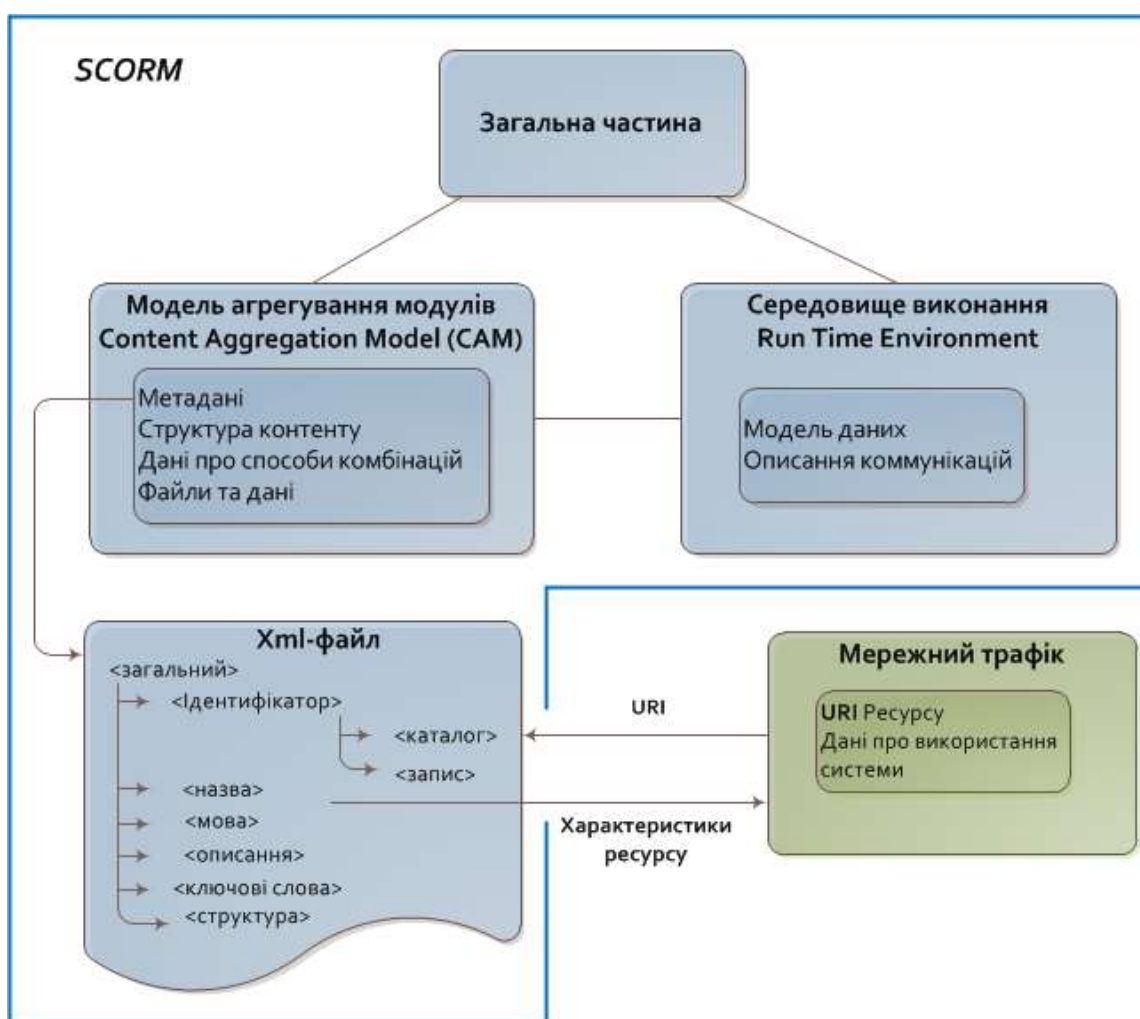 SCORM
Загальна частина
Модель агрегування модулів
Content Aggregation Model (CAM)
Метадані
Структура контенту
Дані про способи комбінацій
Файли та дані
Середовище виконання
Run Time Environment
Модель даних
Описання коммунікацій
Xml-файл
<загальний>
<Ідентифікатор>
<каталог>
<запис>
<назва>
<мова>
<описання>
<ключові слова>
<структура>
URI
Характеристики
ресурсу
Мережний трафік
URI Ресурсу
Дані про використання
системи